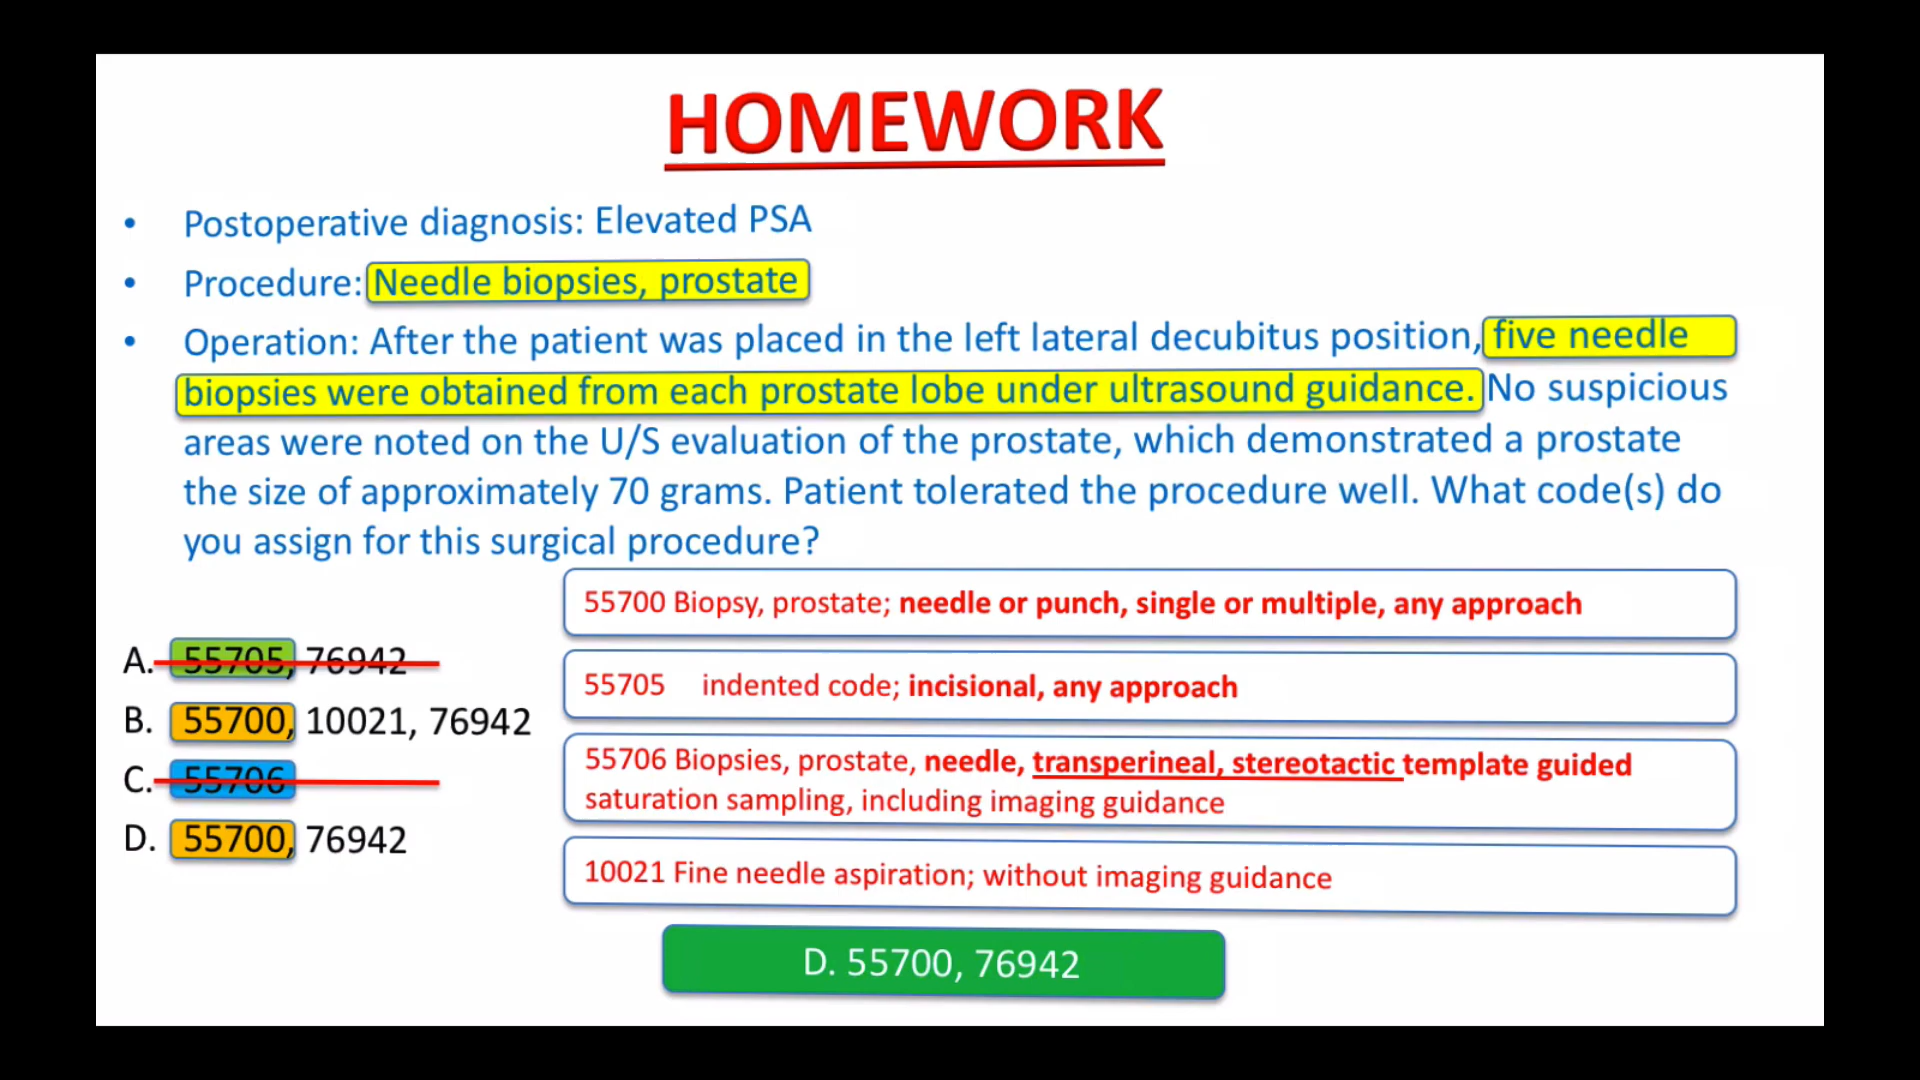 HOMEWORK
• Postoperative diagnosis: Elevated PSA
• Procedure: Needle biopsies, prostate
• Operation: After the patient was placed in the left lateral decubitus position, five needle
biopsies were obtained from each prostate lobe under ultrasound guidance. No suspicious
areas were noted on the U/S evaluation of the prostate, which demonstrated a prostate
the size of approximately 70 grams. Patient tolerated the procedure well. What code(s) do
you assign for this surgical procedure?
A. 55705, 76942
B. 55700, 10021, 76942
C. 55706
D. 55700, 76942
55700 Biopsy, prostate; needle or punch, single or multiple, any approach
55705 indented code; incisional, any approach
55706 Biopsies, prostate, needle, transperineal, stereotactic template guided
saturation sampling, including imaging guidance
10021 Fine needle aspiration; without imaging guidance
D. 55700, 76942